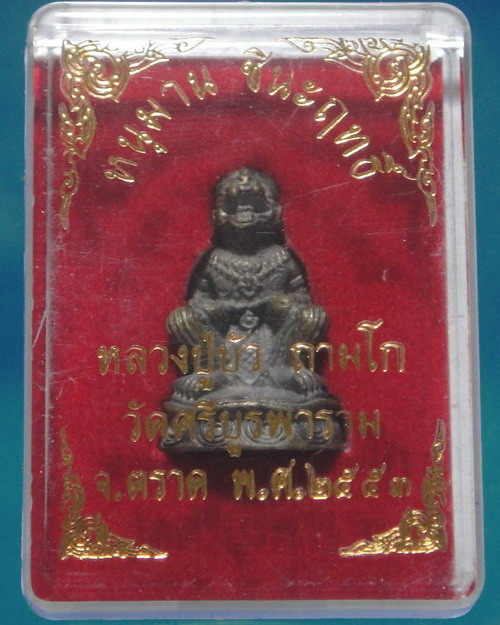 หนุมาน ชินะฤทธิ์
หลวงปู่บัว ถามโก
วัดศรีบูรพาราม
จ.ตราด พ.ศ.๒๕๕๓